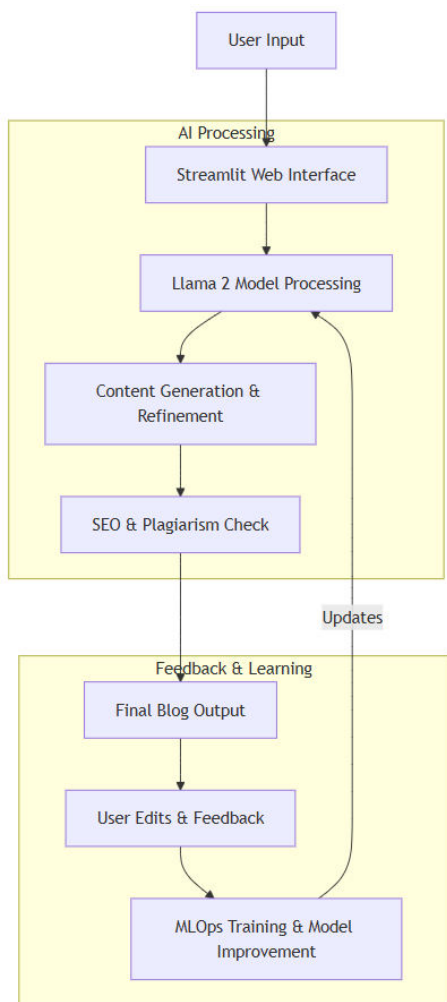 User Input
AI Processing
Streamlit Web Interface
Llama 2 Model Processing
Content Generation &
Refinement
SEO & Plagiarism Check
Updates
Feedback & Learning
Final Blog Output
User Edits & Feedback
MLOps Training & Model
Improvement